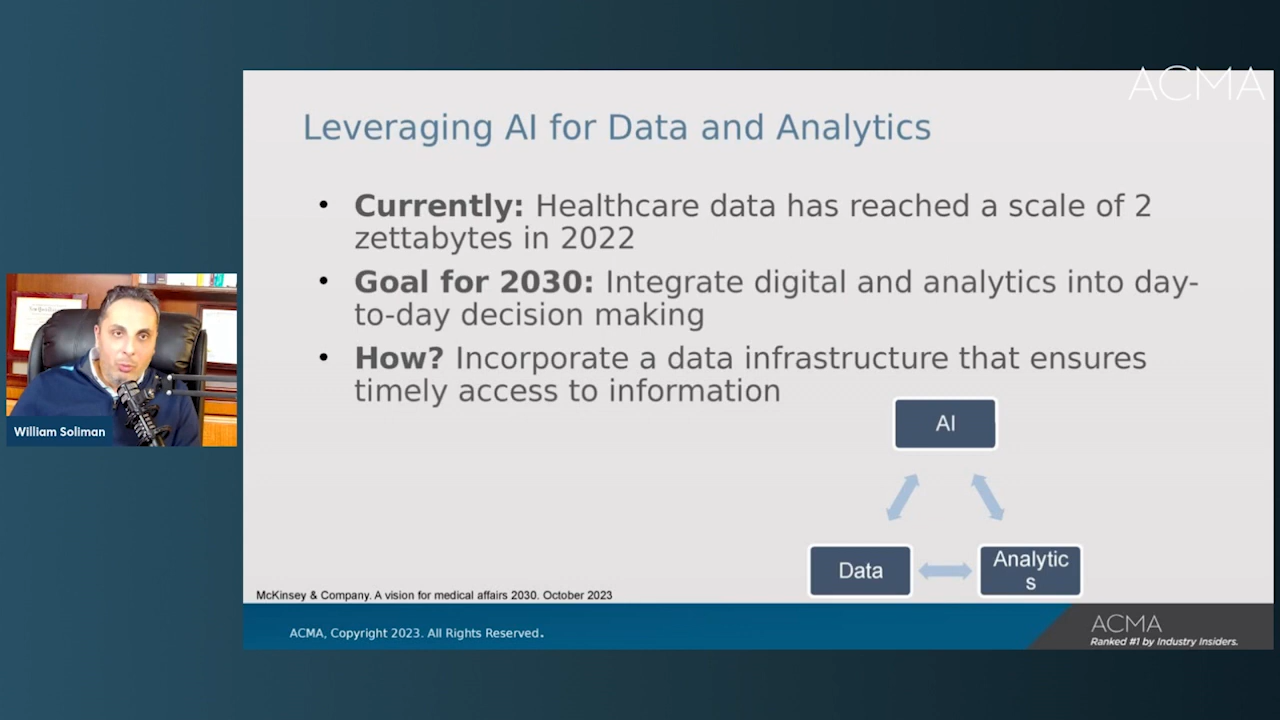 ACMA
Leveraging AI for Data and Analytics
• Currently: Healthcare data has reached a scale of 2
zettabytes in 2022
• Goal for 2030: Integrate digital and analytics into day-
to-day decision making
• How? Incorporate a data infrastructure that ensures
timely access to information
AI
Data
Analytic
s
William Soliman
McKinsey & Company. A vision for medical affairs 2030. October 2023
ACMA, Copyright 2023. All Rights Reserved.
ACMA
Ranked #1 by Industry Insiders.